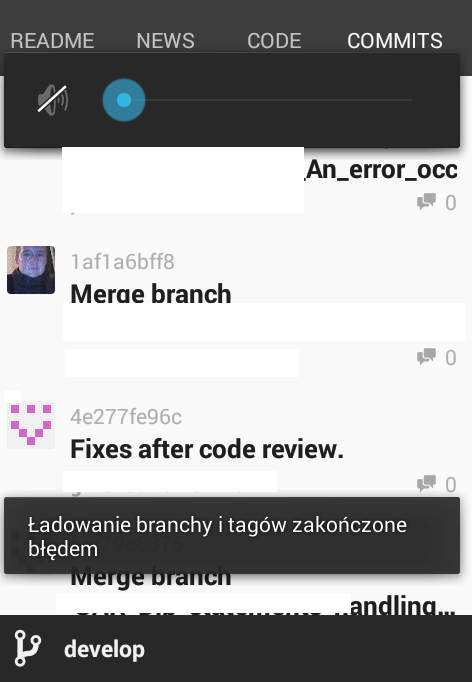 README NEWS CODE COMMITS
_An_error_occ
0
1af1a6bff8
Merge branch
0
4e277fe96c
Fixes after code review.
0
Ładowanie branchy i tagów zakończone
błędem
Merge branch
andling...
develop